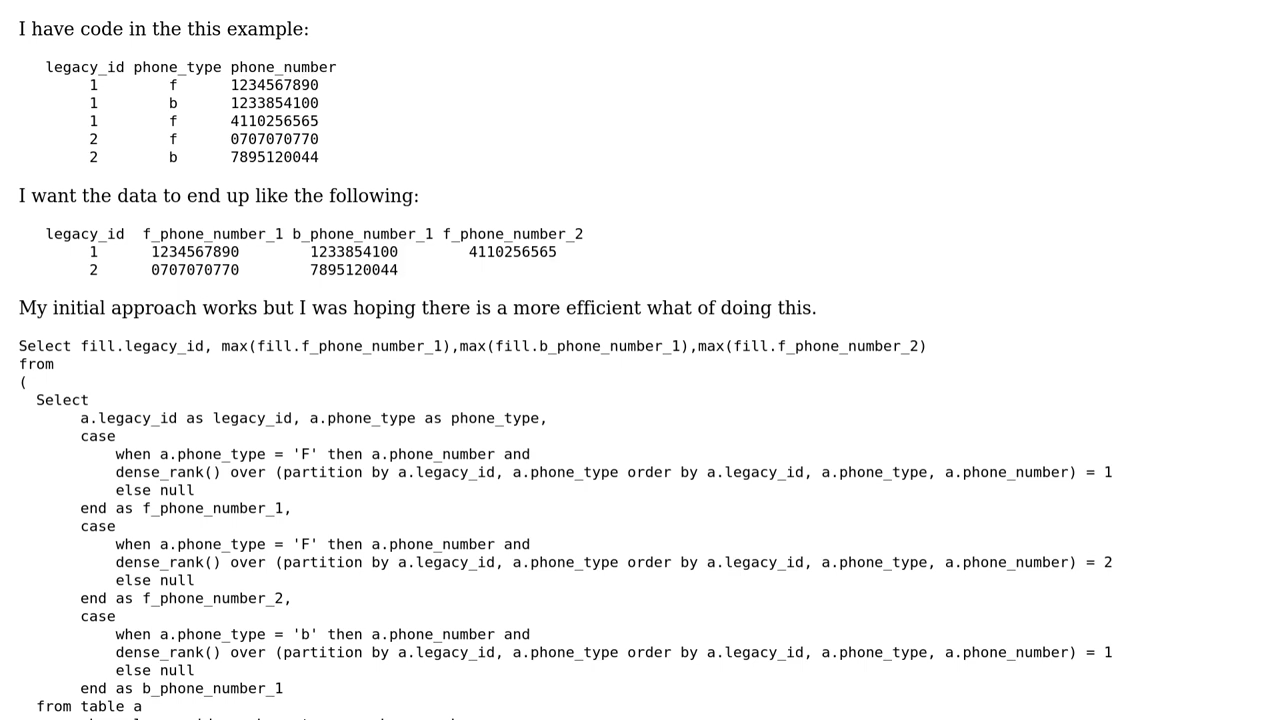 I have code in the this example:
legacy_id phone_type phone_number
1 f 1234567890
1 b 1233854100
1 f 4110256565
2 f 0707070770
2 b 7895120044
I want the data to end up like the following:
legacy_id f_phone_number_1 b_phone_number_1 f_phone_number_2
1 1234567890 1233854100 4110256565
2 0707070770 7895120044
My initial approach works but I was hoping there is a more efficient what of doing this.
Select fill.legacy_id, max(fill.f_phone_number_1),max(fill.b_phone_number_1),max(fill.f_phone_number_2)
from
(
Select
a.legacy_id as legacy_id, a.phone_type as phone_type,
case
when a.phone_type = 'F' then a.phone_number and
dense_rank() over (partition by a.legacy_id, a.phone_type order by a.legacy_id, a.phone_type, a.phone_number) = 1
else null
end as f_phone_number_1,
case
when a.phone_type = 'F' then a.phone_number and
dense_rank() over (partition by a.legacy_id, a.phone_type order by a.legacy_id, a.phone_type, a.phone_number) = 2
else null
end as f_phone_number_2,
case
when a.phone_type = 'b' then a.phone_number and
dense_rank() over (partition by a.legacy_id, a.phone_type order by a.legacy_id, a.phone_type, a.phone_number) = 1
else null
end as b_phone_number_1
from table a